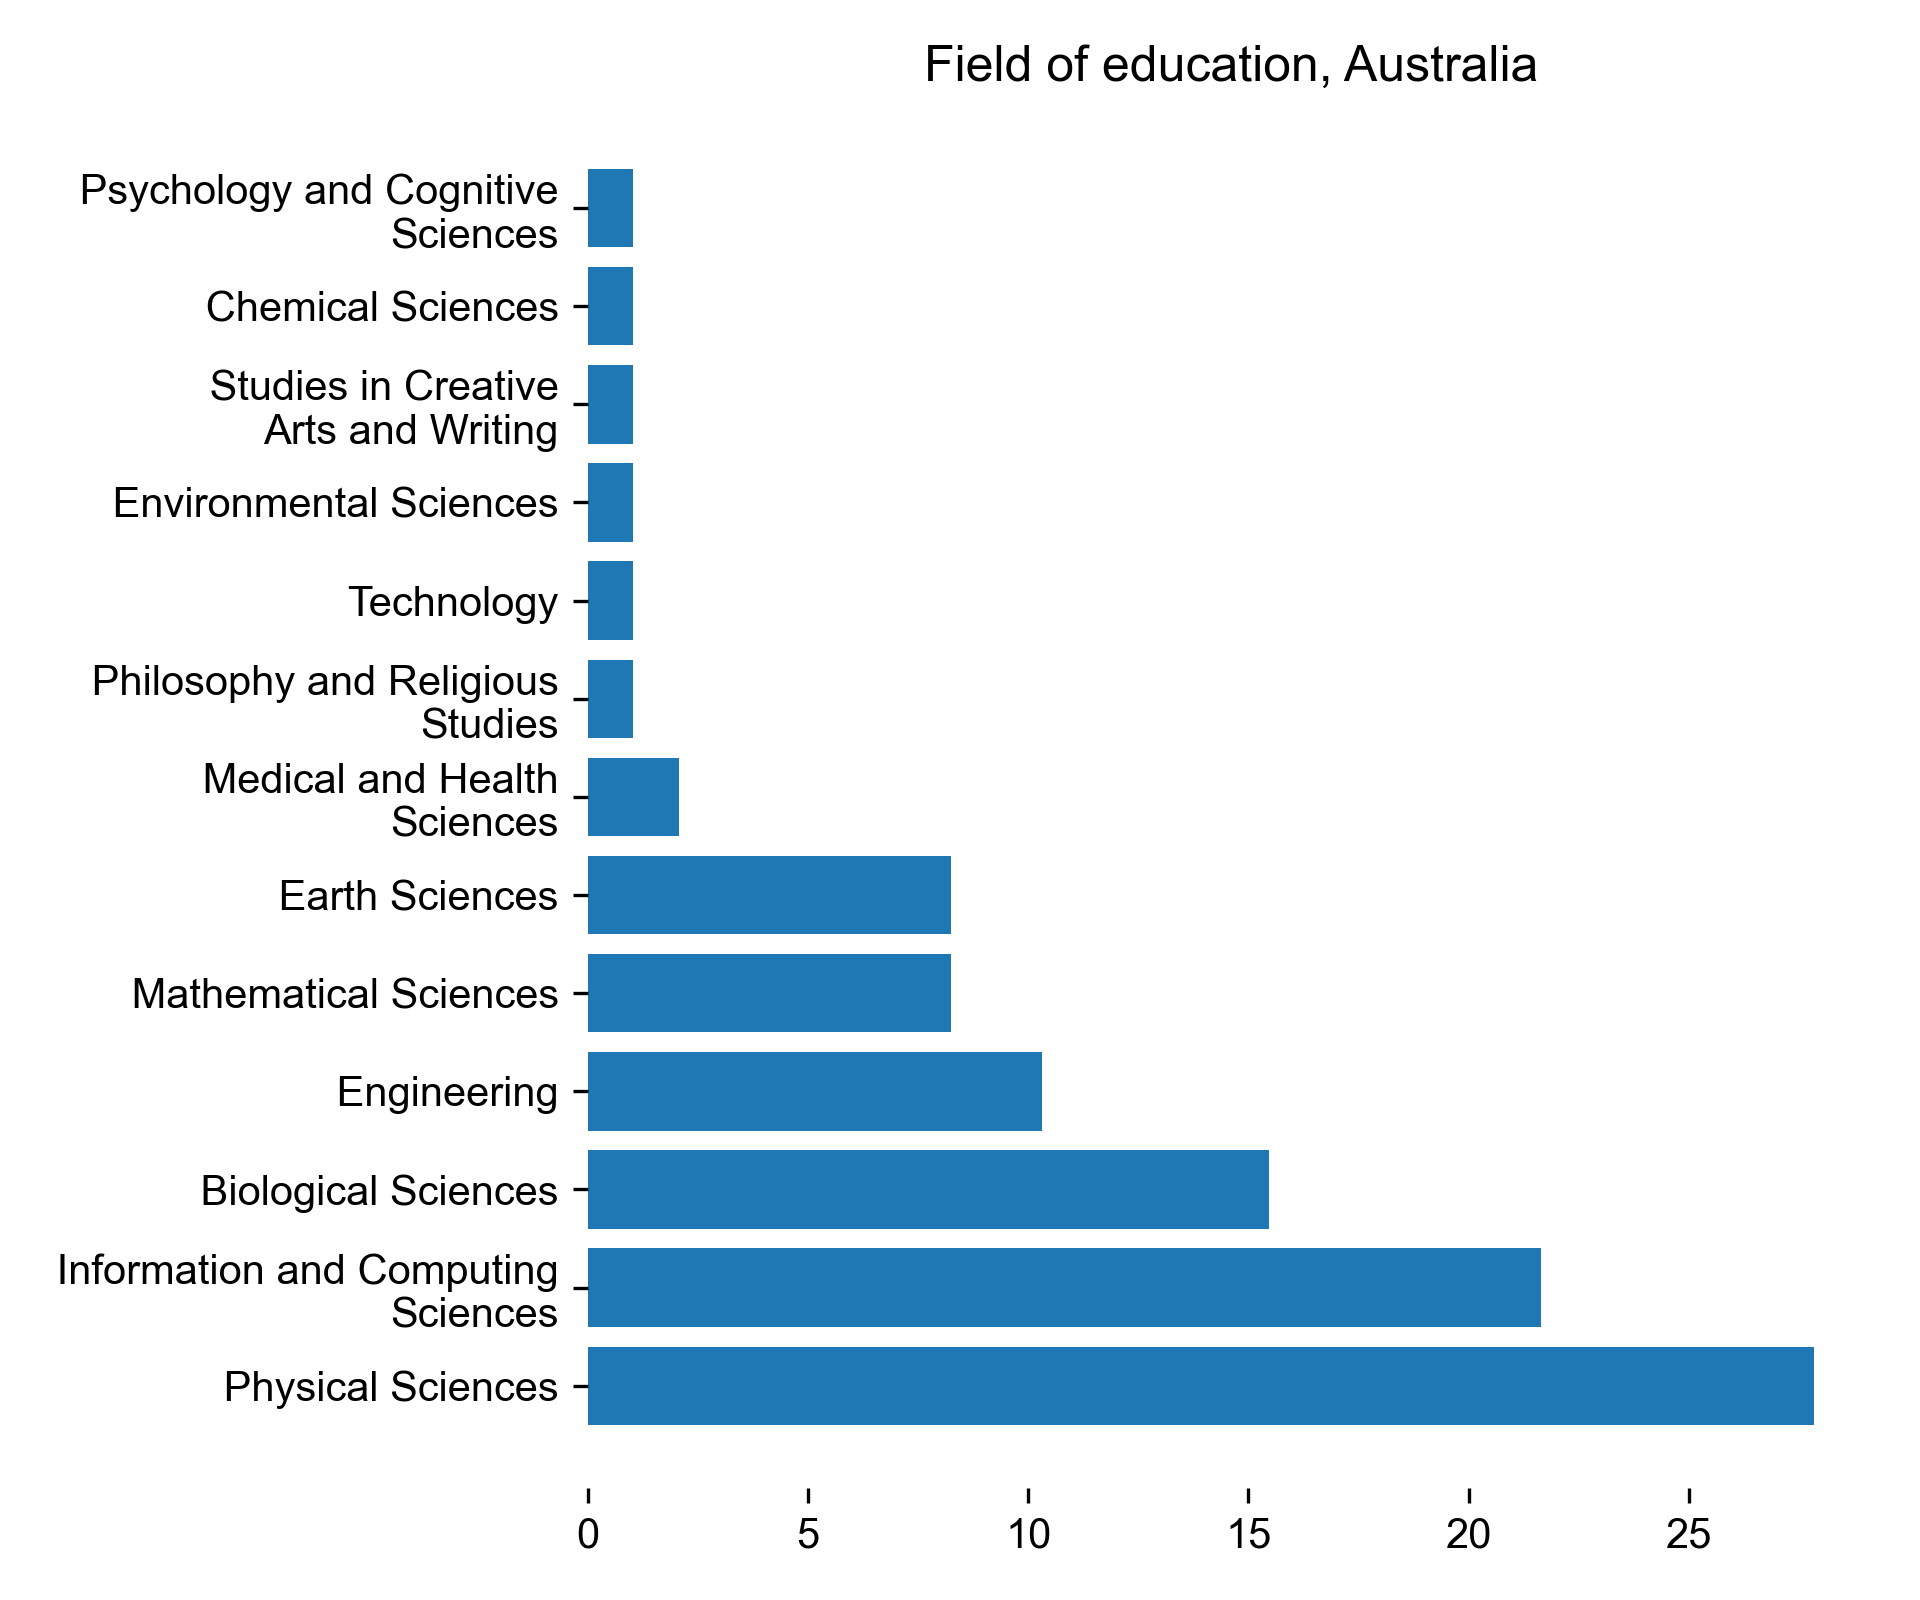 Field of education, Australia
Psychology and Cognitive
Sciences
Chemical Sciences
Studies in Creative
Arts and Writing
Environmental Sciences
Technology
Philosophy and Religious
Studies
Medical and Health
Sciences
Earth Sciences
Mathematical Sciences
Engineering
Biological Sciences
Information and Computing
Sciences
Physical Sciences
0 5 10 15 20 25